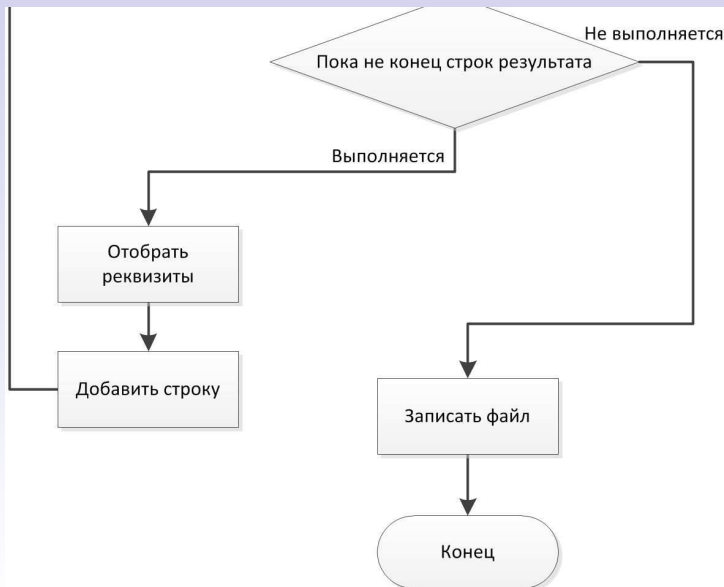 Не выполняется
Пока не конец строк результата
Выполняется
Отобрать
реквизиты
Добавить строку
Записать файл
Конец